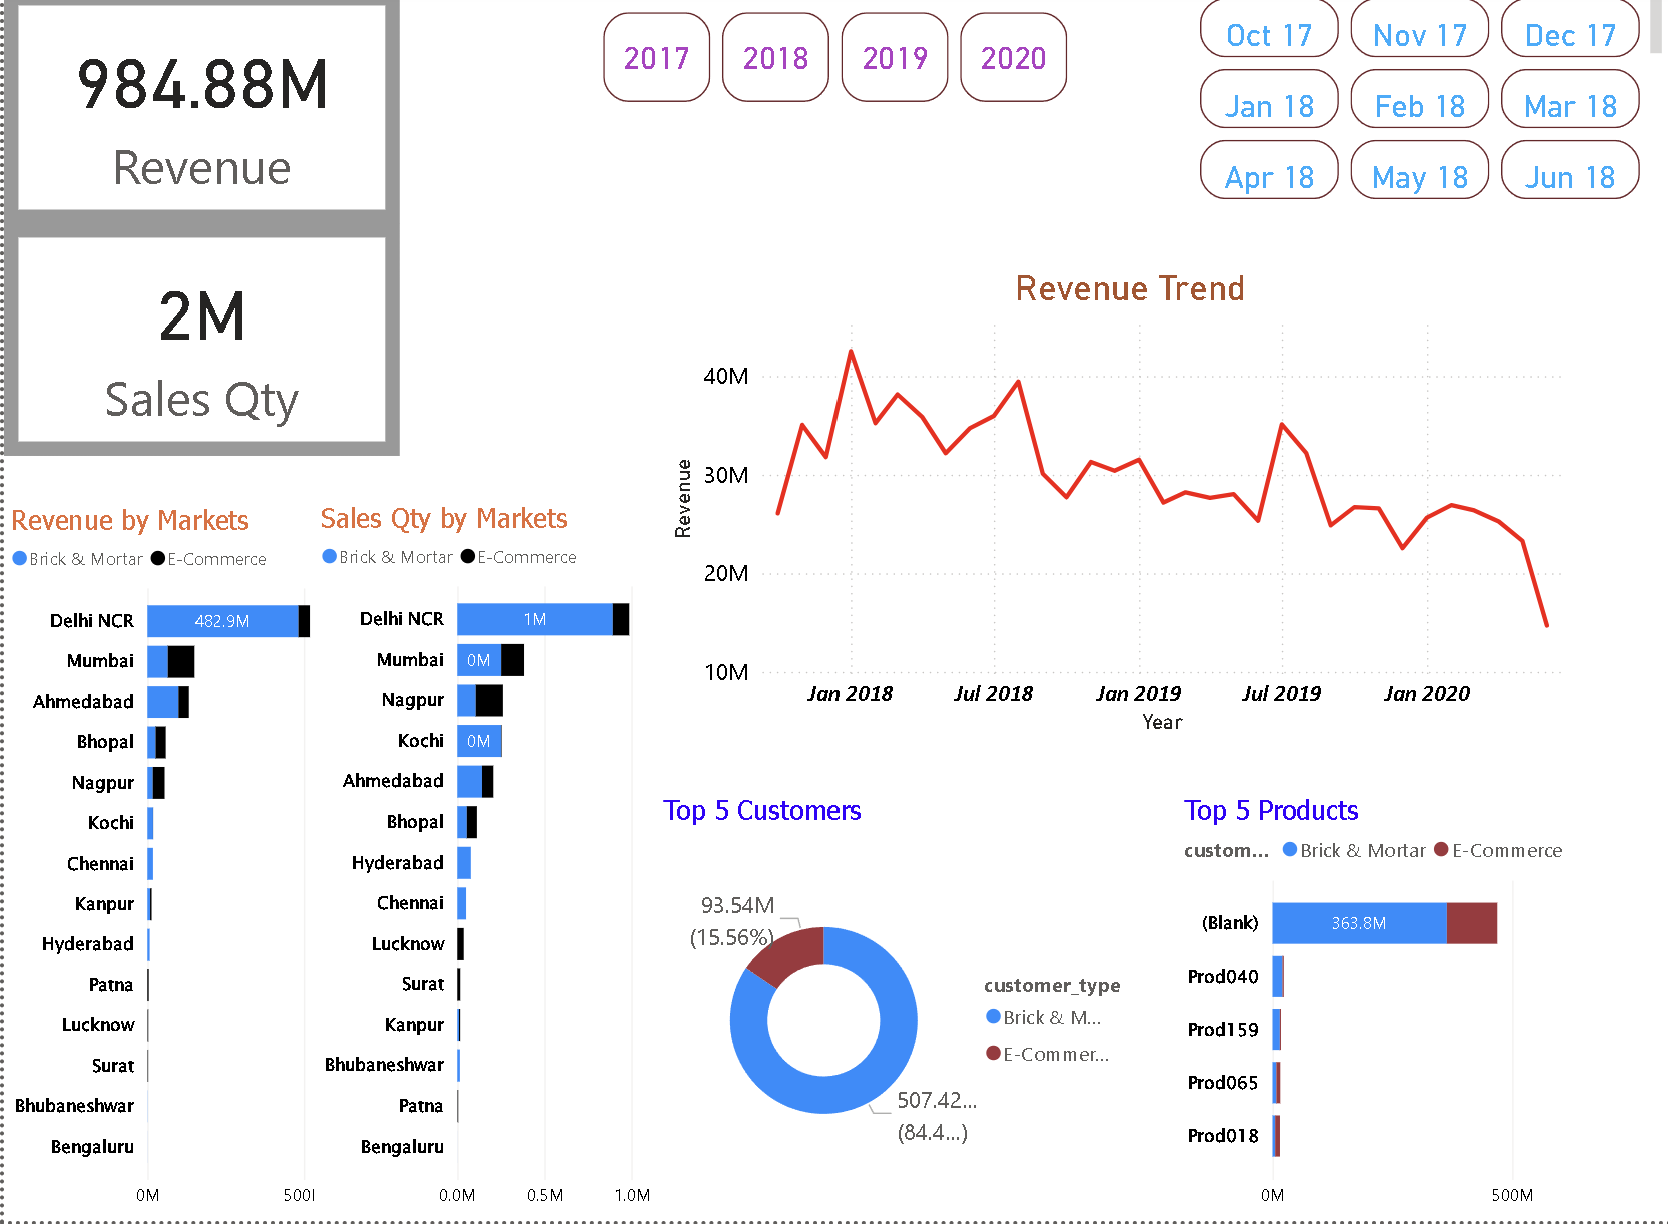 984.88M
Revenue
2M
Sales Qty
2017 2018 2019 2020
Oct 17 Nov 17 Dec 17
Jan 18 Feb 18 Mar 18
Apr 18 May 18 Jun 18
Revenue Trend
Revenue
40M
30M
20M
10M
Jan 2018 Jul 2018 Jan 2019 Jul 2019 Jan 2020
Year
Revenue by Markets
Brick & Mortar E-Commerce
Delhi NCR 482.9M
Mumbai
Ahmedabad
Bhopal
Nagpur
Kochi
Chennai
Kanpur
Hyderabad
Patna
Lucknow
Surat
Bhubaneshwar
Bengaluru
0M 500
Sales Qty by Markets
Brick & Mortar E-Commerce
Delhi NCR 1M
Mumbai 0M
Nagpur
Kochi 0M
Ahmedabad
Bhopal
Hyderabad
Chennai
Lucknow
Surat
Kanpur
Bhubaneshwar
Patna
Bengaluru
0.0M 0.5M 1.0M
Top 5 Customers
93.54M
(15.56%)
507.42...
(84.4...)
customer_type
Brick & M...
E-Commer...
Top 5 Products
custom... Brick & Mortar E-Commerce
(Blank) 363.8M
Prod040
Prod159
Prod065
Prod018
0M 500M